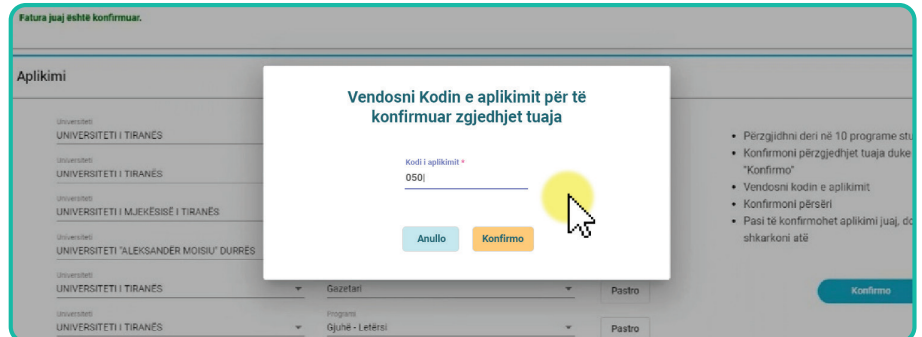 Fatura juaj është konfirmuar.
Aplikimi
Vendosni Kodin e aplikimit për të
konfirmuar zgjedhjet tuaja
Kodi i aplikimit *
050
Anullo
Konfirmo
Universiteti
UNIVERSITETI I TIRANËS
Universiteti
UNIVERSITETI I TIRANËS
Universiteti
UNIVERSITETI I MJEKËSISË I TIRANËS
Universiteti
UNIVERSITETI "ALEKSANDËR MOISIU" DURRËS
Universiteti
UNIVERSITETI I TIRANËS
Gazetari
Pastro
Universiteti
UNIVERSITETI I TIRANËS
Programi
Gjuhë - Letërsi
Pastro
• Përzgjidhni deri në 10 programe stu
• Konfirmoni përzgjedhjet tuaja duke
"Konfirmo"
• Vendosni kodin e aplikimit
• Konfirmoni përsëri
• Pasi të konfirmohet aplikimi juaj, do
shkarkoni atë
Konfirmo